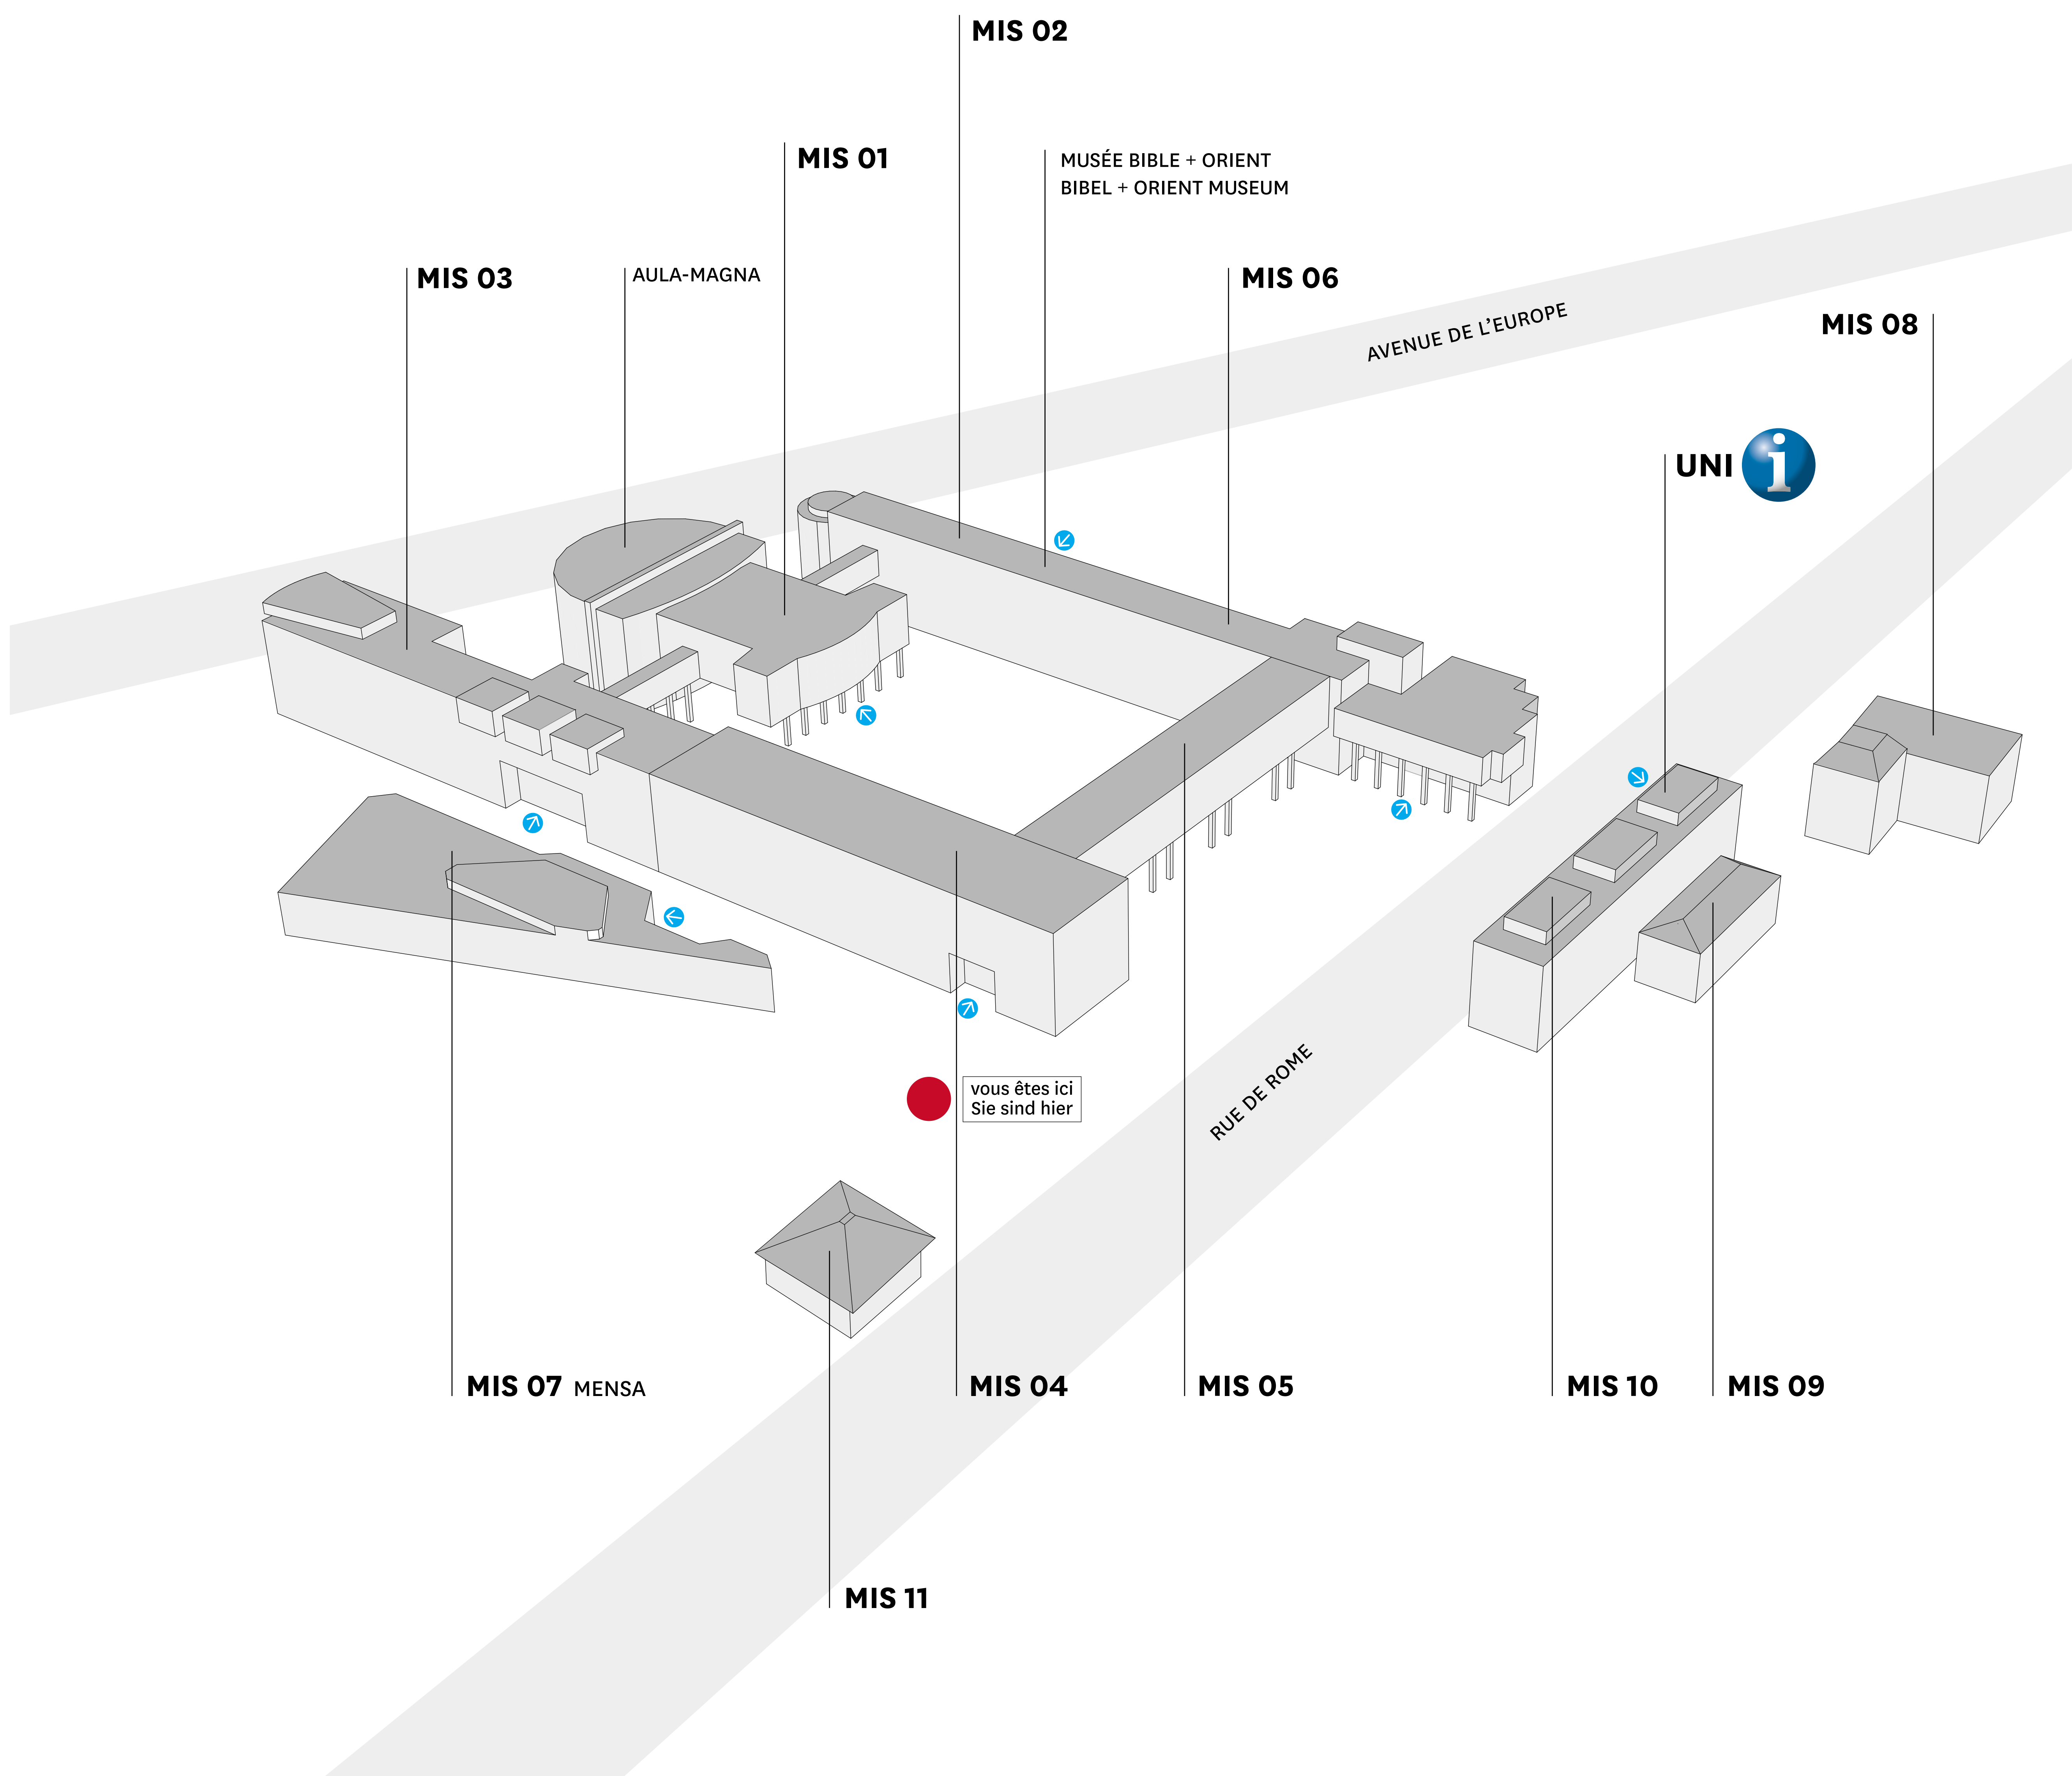 MIS 02
MIS 01
MUSÉE BIBLE + ORIENT
BIBEL + ORIENT MUSEUM
MIS 03
AULA-MAGNA
MIS 06
AVENUE DE L’EUROPE
MIS 08
UNI i
vous êtes ici
Sie sind hier
RUE DE ROME
MIS 07 MENSA
MIS 04
MIS 05
MIS 10
MIS 09
MIS 11